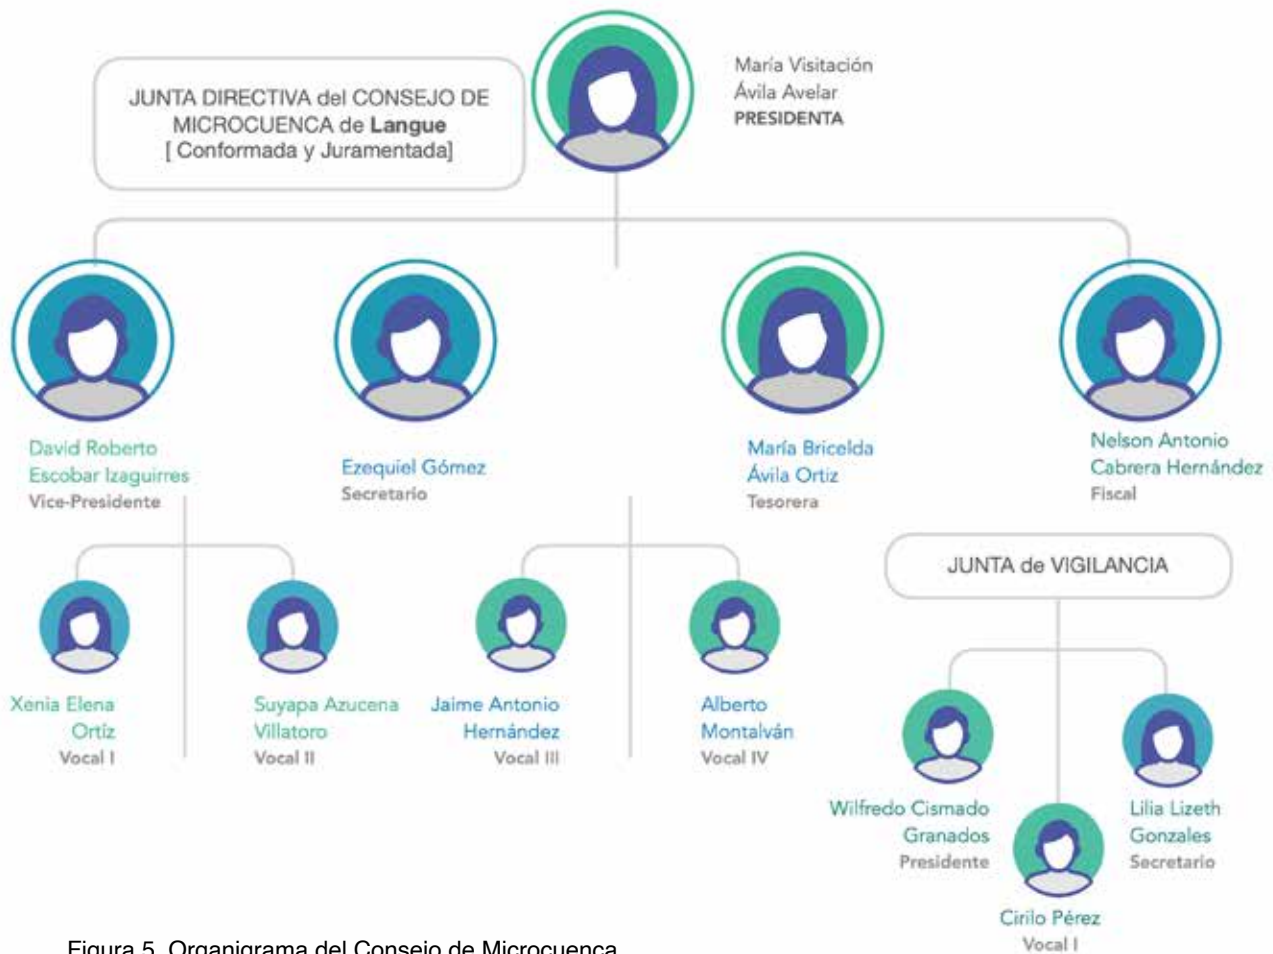 JUNTA DIRECTIVA del CONSEJO DE
MICROCUENCA de Langue
[ Conformada y Juramentada]
María Visitación
Ávila Avelar
PRESIDENTA
David Roberto
Escobar Izaguirres
Vice-Presidente
Ezequiel Gómez
Secretario
María Bricelda
Ávila Ortiz
Tesorera
Nelson Antonio
Cabrera Hernández
Fiscal
Xenia Elena
Ortíz
Vocal I
Suyapa Azucena
Villatoro
Vocal II
Jaime Antonio
Hernández
Vocal III
Alberto
Montalván
Vocal IV
JUNTA de VIGILANCIA
Wilfredo Cismado
Granados
Presidente
Cirilo Pérez
Vocal I
Lilia Lizeth
Gonzales
Secretario
Figura 5. Organigrama del Consejo de Microcuenca